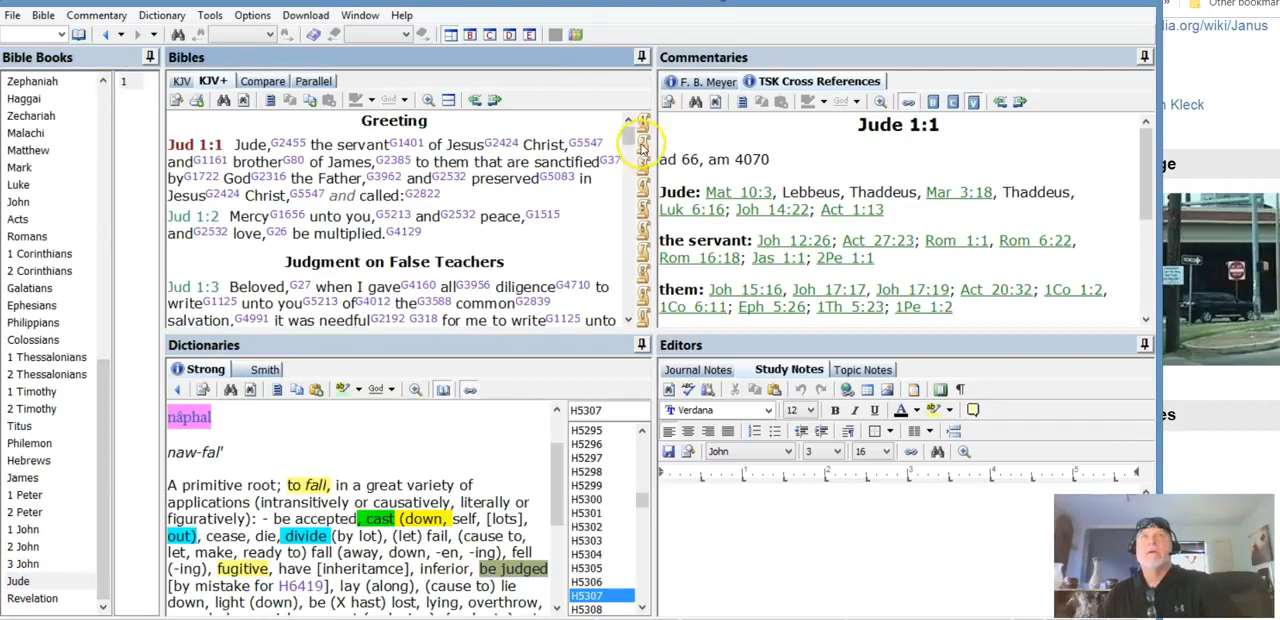 File Bible Commentary Dictionary Tools Options Download Window Help
Other bookmar
Bible Books
Zephaniah
Haggai
Zechariah
Malachi
Matthew
Mark
Luke
John
Acts
Romans
1 Corinthians
2 Corinthians
Galatians
Ephesians
Philippians
Colossians
1 Thessalonians
2 Thessalonians
1 Timothy
2 Timothy
Titus
Philemon
Hebrews
James
1 Peter
2 Peter
1 John
2 John
3 John
Jude
Revelation
1
Bibles
KJV KJV+ Compare Parallel
Greeting
Jud 1:1 Jude,G2455 the servantG1401 of JesusG2424 Christ,G5547
andG1161 brotherG80 of James,G2385 to them that are sanctifiedG37
byG1722 GodG2316 the Father,G3962 andG2532 preservedG5083 in
JesusG2424 Christ,G5547 and called:G2822
Jud 1:2 MercyG1656 unto you,G5213 andG2532 peace,G1515
andG2532 love,G26 be multiplied.G4129
Judgment on False Teachers
Jud 1:3 Beloved,G27 when I gaveG4160 allG3956 diligenceG4710 to
writeG1125 unto youG5213 ofG4012 theG3588 commonG2839
salvation,G4991 it was needfulG2192 G318 for me to writeG1125 unto
Commentaries
F. B. Meyer TSK Cross References
Jude 1:1
ad 66, am 4070
Jude: Mat 10:3, Lebbeus, Thaddeus, Mar 3:18, Thaddeus,
Luk 6:16; Joh 14:22; Act 1:13
the servant: Joh 12:26; Act 27:23; Rom 1:1, Rom 6:22,
Rom 16:18; Jas 1:1; 2Pe 1:1
them: Joh 15:16, Joh 17:17, Joh 17:19; Act 20:32; 1Co 1:2,
1Co 6:11; Eph 5:26; 1Th 5:23; 1Pe 1:2
Dictionaries
Strong Smith
nâphal
naw-fal'
A primitive root; to fall, in a great variety of
applications (intransitively or causatively, literally or
figuratively): - be accepted, cast (down, self, [lots],
out), cease, die, divide (by lot), (let) fail, (cause to,
let, make, ready to) fall (away, down, -en, -ing), fell
(-ing), fugitive, have [inheritamce], inferior, be judged
[by mistake for H6419], lay (along), (cause to) lie
down, light (down), be (X hast) lost, lying, overthrow,
H5307
H5295
H5296
H5297
H5298
H5299
H5300
H5301
H5302
H5303
H5304
H5305
H5306
H5307
H5308
Editors
Journal Notes Study Notes Topic Notes
Verdana 12 B I U A
John 3 16
1 2 3 4 5
lia.org/wiki/Janus
n Kleck
ge
es